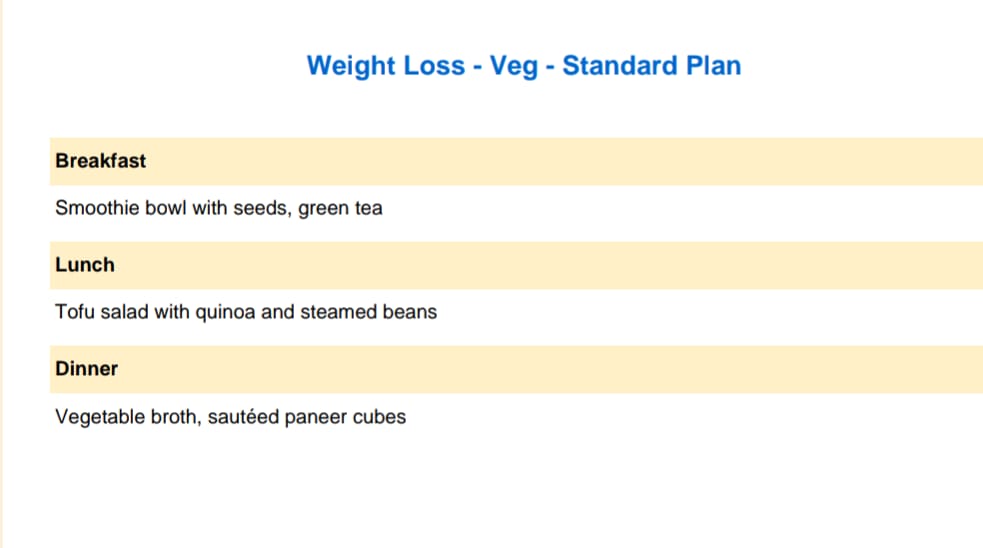 Weight Loss - Veg - Standard Plan
Breakfast
Smoothie bowl with seeds, green tea
Lunch
Tofu salad with quinoa and steamed beans
Dinner
Vegetable broth, sautéed paneer cubes